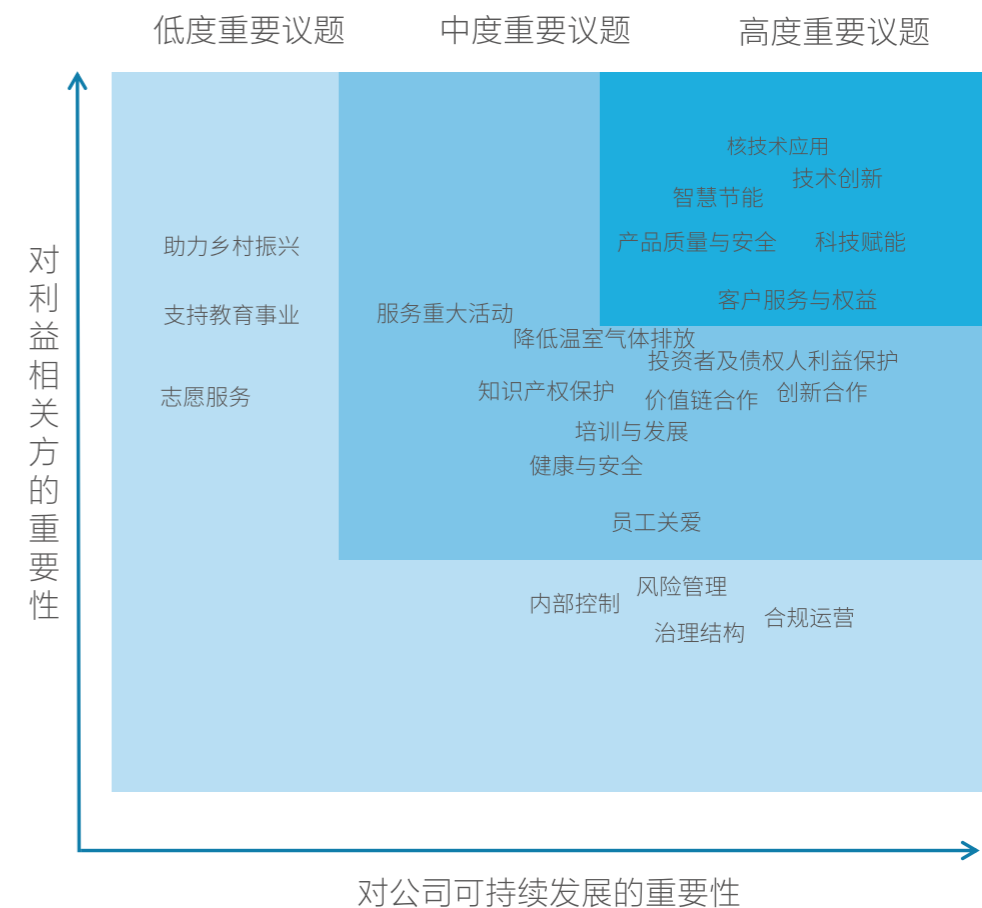 低度重要议题
中度重要议题
高度重要议题
对利益相关方的重要性
核技术应用
技术创新
智慧节能
产品质量与安全
科技赋能
助力乡村振兴
客户服务与权益
支持教育事业
服务重大活动
降低温室气体排放
投资者及债权人利益保护
志愿服务
知识产权保护
价值链合作
创新合作
培训与发展
健康与安全
员工关爱
风险管理
内部控制
合规运营
治理结构
对公司可持续发展的重要性